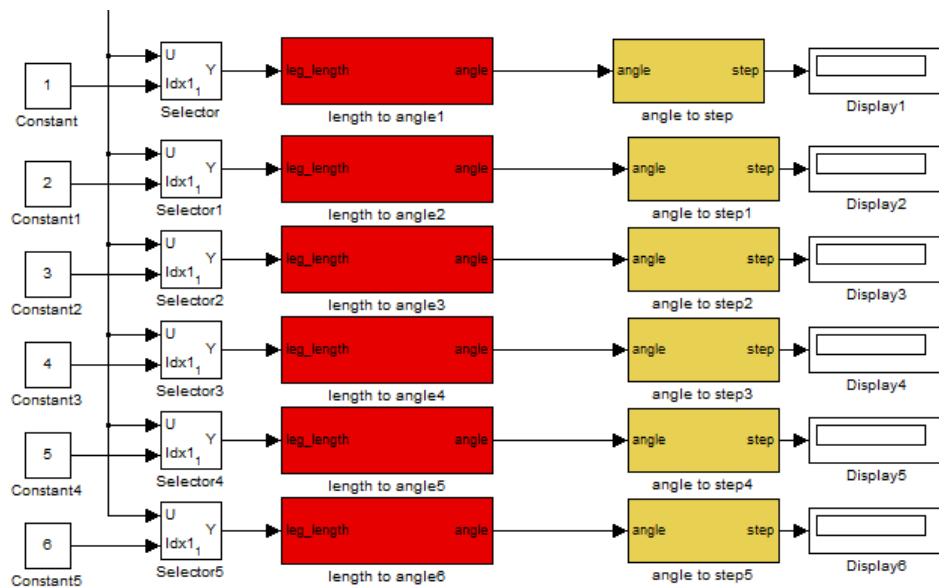 U
Idx1 1
Y
leg_length
angle
angle
step
1
Constant
Selector
length to angle1
angle to step
Display1
U
Idx1 1
Y
leg_length
angle
angle
step
2
Constant1
Selector1
length to angle2
angle to step1
Display2
U
Idx1 1
Y
leg_length
angle
angle
step
3
Constant2
Selector2
length to angle3
angle to step2
Display3
U
Idx1 1
Y
leg_length
angle
angle
step
4
Constant3
Selector3
length to angle4
angle to step3
Display4
U
Idx1 1
Y
leg_length
angle
angle
step
5
Constant4
Selector4
length to angle5
angle to step4
Display5
U
Idx1 1
Y
leg_length
angle
angle
step
6
Constant5
Selector5
length to angle6
angle to step5
Display6